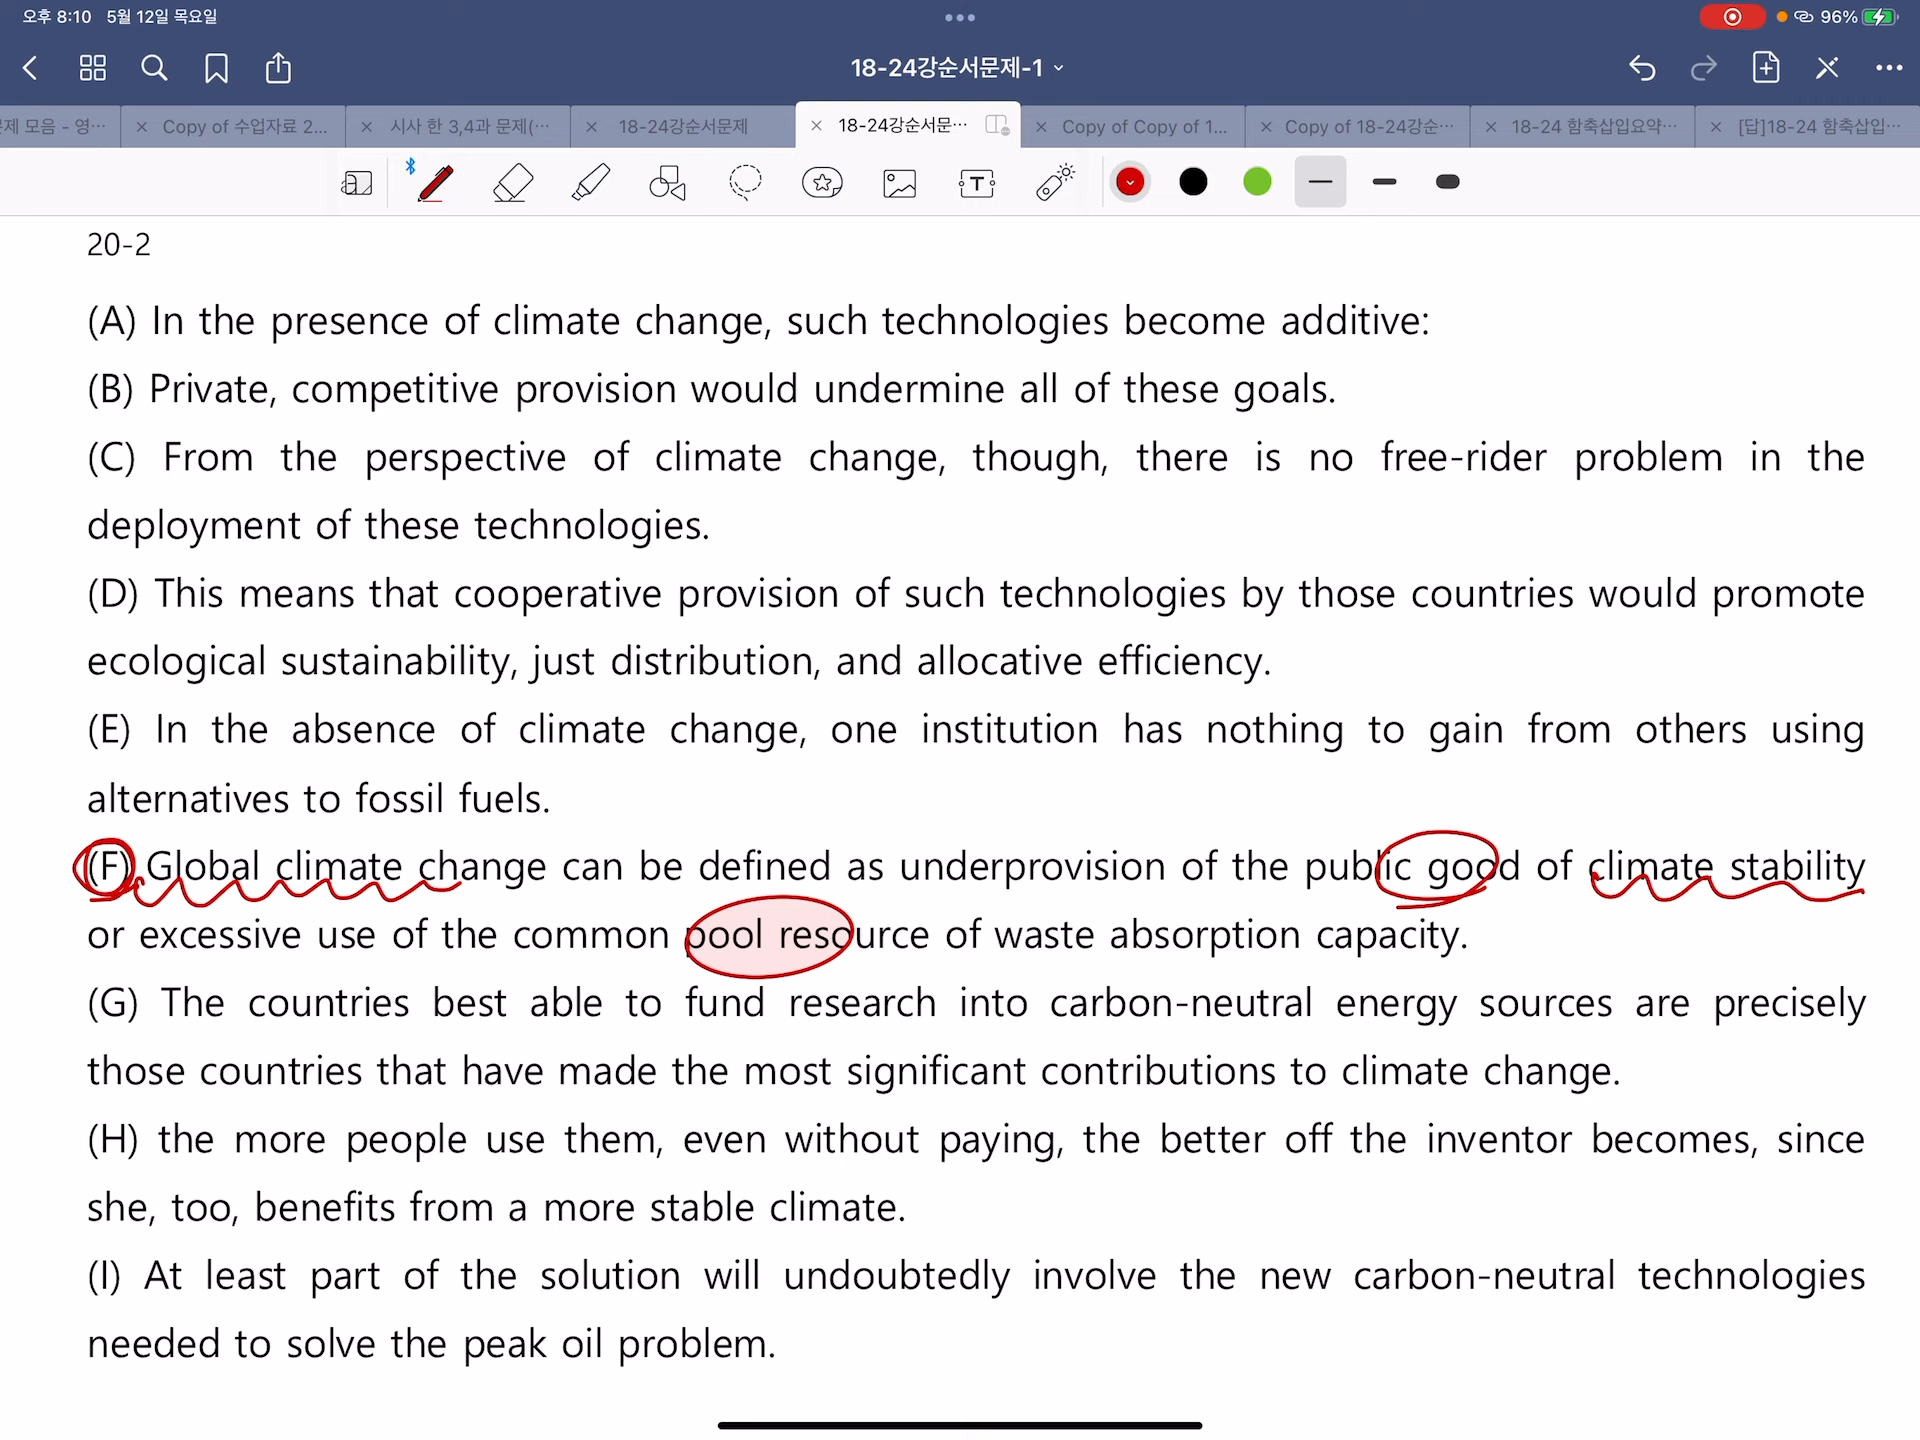 오후 8:10 5월 12일 목요일
96%
18-24강순서문제-1
제 모음 - 영…
Copy of 수업자료 2...
시사 한 3,4과 문제(…
18-24강순서문제
18-24강순서문…
Copy of Copy of 1...
Copy of 18-24강순…
18-24 함축삽입요약…
[답]18-24 함축삽입…
20-2
(A) In the presence of climate change, such technologies become additive:
(B) Private, competitive provision would undermine all of these goals.
(C) From the perspective of climate change, though, there is no free-rider problem in the
deployment of these technologies.
(D) This means that cooperative provision of such technologies by those countries would promote
ecological sustainability, just distribution, and allocative efficiency.
(E) In the absence of climate change, one institution has nothing to gain from others using
alternatives to fossil fuels.
(F) Global climate change can be defined as underprovision of the public good of climate stability
or excessive use of the common pool resource of waste absorption capacity.
(G) The countries best able to fund research into carbon-neutral energy sources are precisely
those countries that have made the most significant contributions to climate change.
(H) the more people use them, even without paying, the better off the inventor becomes, since
she, too, benefits from a more stable climate.
(I) At least part of the solution will undoubtedly involve the new carbon-neutral technologies
needed to solve the peak oil problem.